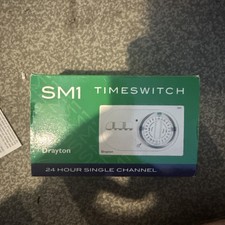 SM1 TIMESWITCH
Drayton
24 HOUR SINGLE CHANNEL